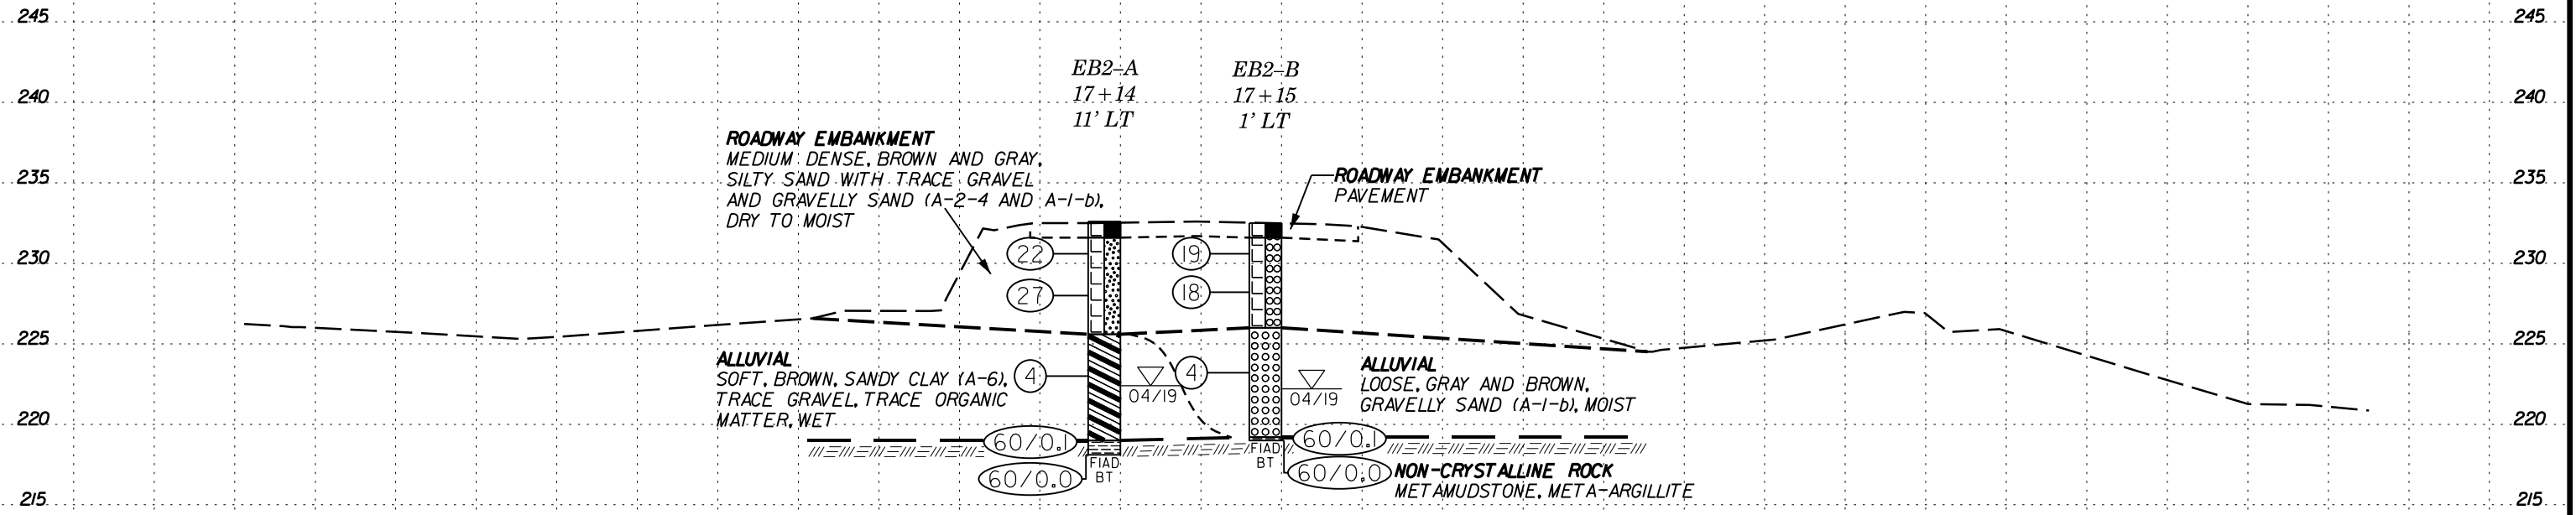 245 245
EB2-A EB2-B
17+14 17+15
11' LT 1' LT
240 240
ROADWAY EMBANKMENT
MEDIUM DENSE, BROWN AND GRAY,
SILTY SAND WITH TRACE GRAVEL
AND GRAVELLY SAND (A-2-4 AND A-1-b),
DRY TO MOIST
235 235
ROADWAY EMBANKMENT
PAVEMENT
22 19
230 230
27 18
225 225
ALLUVIAL
SOFT, BROWN, SANDY CLAY (A-6),
TRACE GRAVEL, TRACE ORGANIC
MATTER, WET
4 4
04/19 04/19
ALLUVIAL
LOOSE, GRAY AND BROWN,
GRAVELLY SAND (A-1-b), MOIST
220 220
60/0.1 60/0.1
FIAD FIAD
BT BT
60/0.0 60/0.0
NON-CRYSTALLINE ROCK
METAMUDSTONE, META-ARGILLITE
215 215